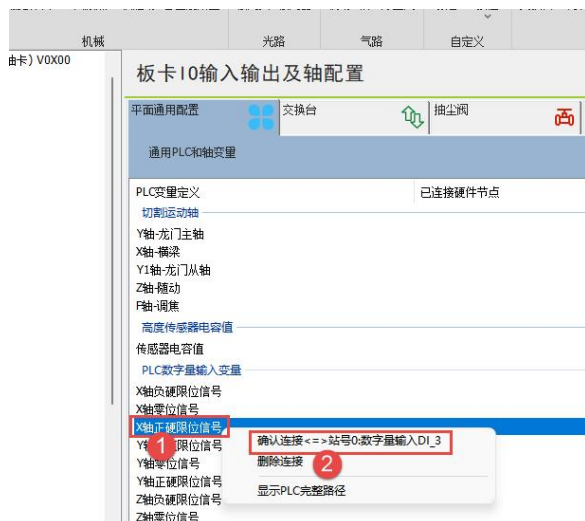 机械
光路
气路
自定义
油卡) V0X00
板卡IO输入输出及轴配置
平面通用配置
交换台
抽尘阀
通用PLC和轴变量
PLC变量定义
已连接硬件节点
切割运动轴
Y轴-龙门主轴
X轴-横梁
Y1轴-龙门从轴
Z轴-随动
F轴-调焦
高度传感器电容值
传感器电容值
PLC数字量输入变量
X轴负硬限位信号
X轴零位信号
X轴正硬限位信号
1
确认连接<=>站号0:数字量输入DI_3
硬限位信号
删除连接
2
Y轴零位信号
Y轴正硬限位信号
显示PLC完整路径
Z轴负硬限位信号
Z轴零位信号